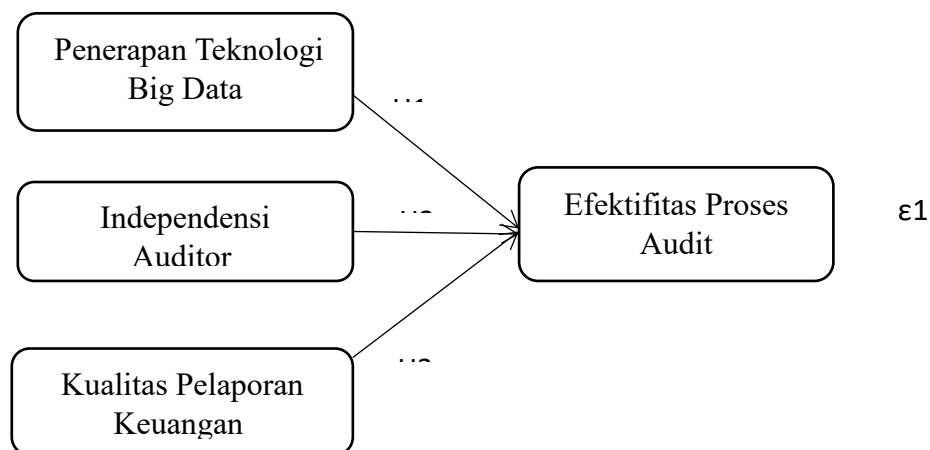 Penerapan Teknologi
Big Data
Independensi
Auditor
Efektifitas Proses
Audit
ε1
Kualitas Pelaporan
Keuangan